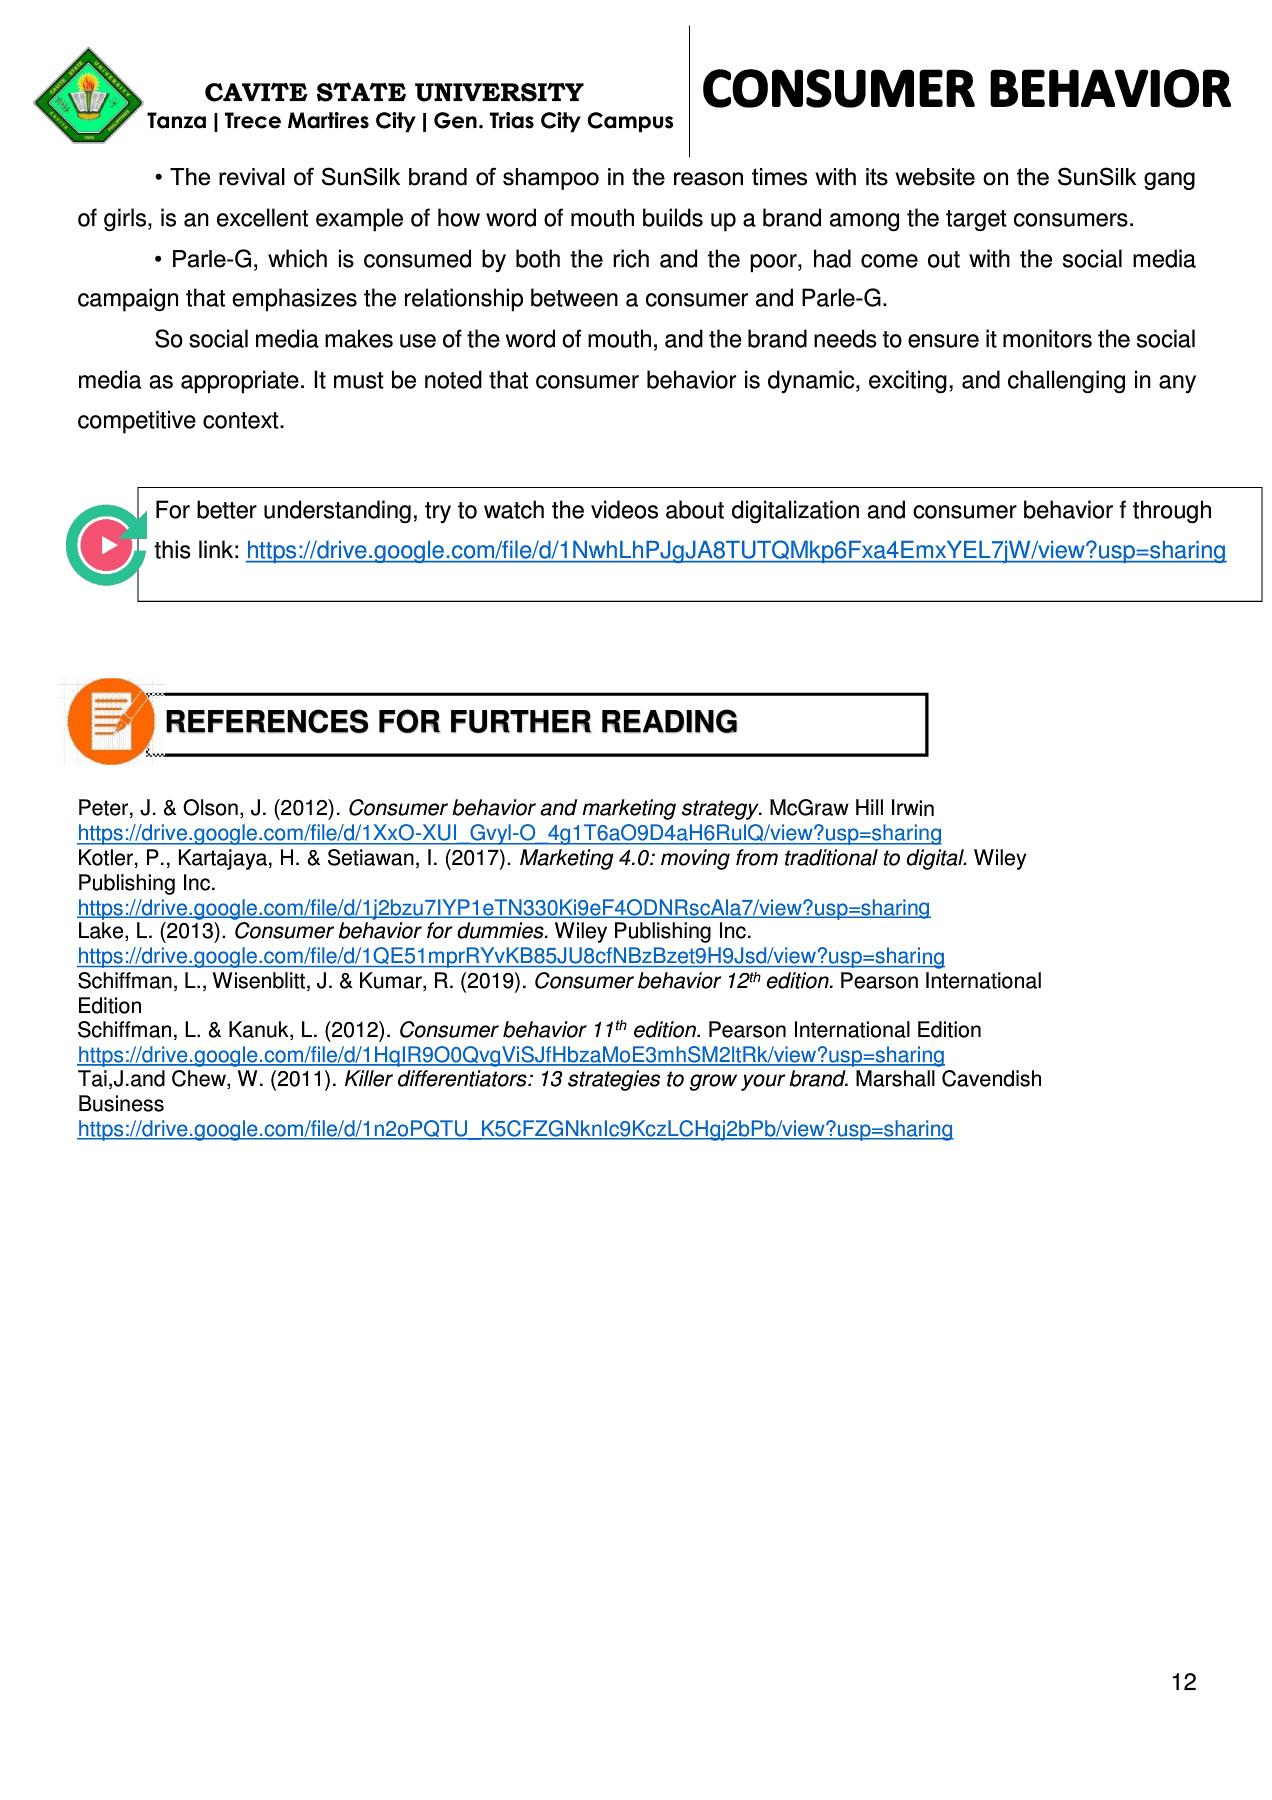 CAVITE STATE UNIVERSITY
Tanza | Trece Martires City | Gen. Trias City Campus
CONSUMER BEHAVIOR
• The revival of SunSilk brand of shampoo in the reason times with its website on the SunSilk gang
of girls, is an excellent example of how word of mouth builds up a brand among the target consumers.
• Parle-G, which is consumed by both the rich and the poor, had come out with the social media
campaign that emphasizes the relationship between a consumer and Parle-G.
So social media makes use of the word of mouth, and the brand needs to ensure it monitors the social
media as appropriate. It must be noted that consumer behavior is dynamic, exciting, and challenging in any
competitive context.
For better understanding, try to watch the videos about digitalization and consumer behavior f through
this link: https://drive.google.com/file/d/1NwhLhPJgJA8TUTQMkp6Fxa4EmxYEL7jW/view?usp=sharing
REFERENCES FOR FURTHER READING
Peter, J. & Olson, J. (2012). Consumer behavior and marketing strategy. McGraw Hill Irwin
https://drive.google.com/file/d/1XxO-XUI_Gvyl-O_4g1T6aO9D4aH6RulQ/view?usp=sharing
Kotler, P., Kartajaya, H. & Setiawan, I. (2017). Marketing 4.0: moving from traditional to digital. Wiley
Publishing Inc.
https://drive.google.com/file/d/1j2bzu7IYP1eTN330Ki9eF4ODNRscAla7/view?usp=sharing
Lake, L. (2013). Consumer behavior for dummies. Wiley Publishing Inc.
https://drive.google.com/file/d/1QE51mprRYvKB85JU8cfNBzBzet9H9Jsd/view?usp=sharing
Schiffman, L., Wisenblitt, J. & Kumar, R. (2019). Consumer behavior 12th edition. Pearson International
Edition
Schiffman, L. & Kanuk, L. (2012). Consumer behavior 11th edition. Pearson International Edition
https://drive.google.com/file/d/1HqIR9O0QvgViSJfHbzaMoE3mhSM2ltRk/view?usp=sharing
Tai,J.and Chew, W. (2011). Killer differentiators: 13 strategies to grow your brand. Marshall Cavendish
Business
https://drive.google.com/file/d/1n2oPQTU_K5CFZGNknIc9KczLCHgj2bPb/view?usp=sharing
12